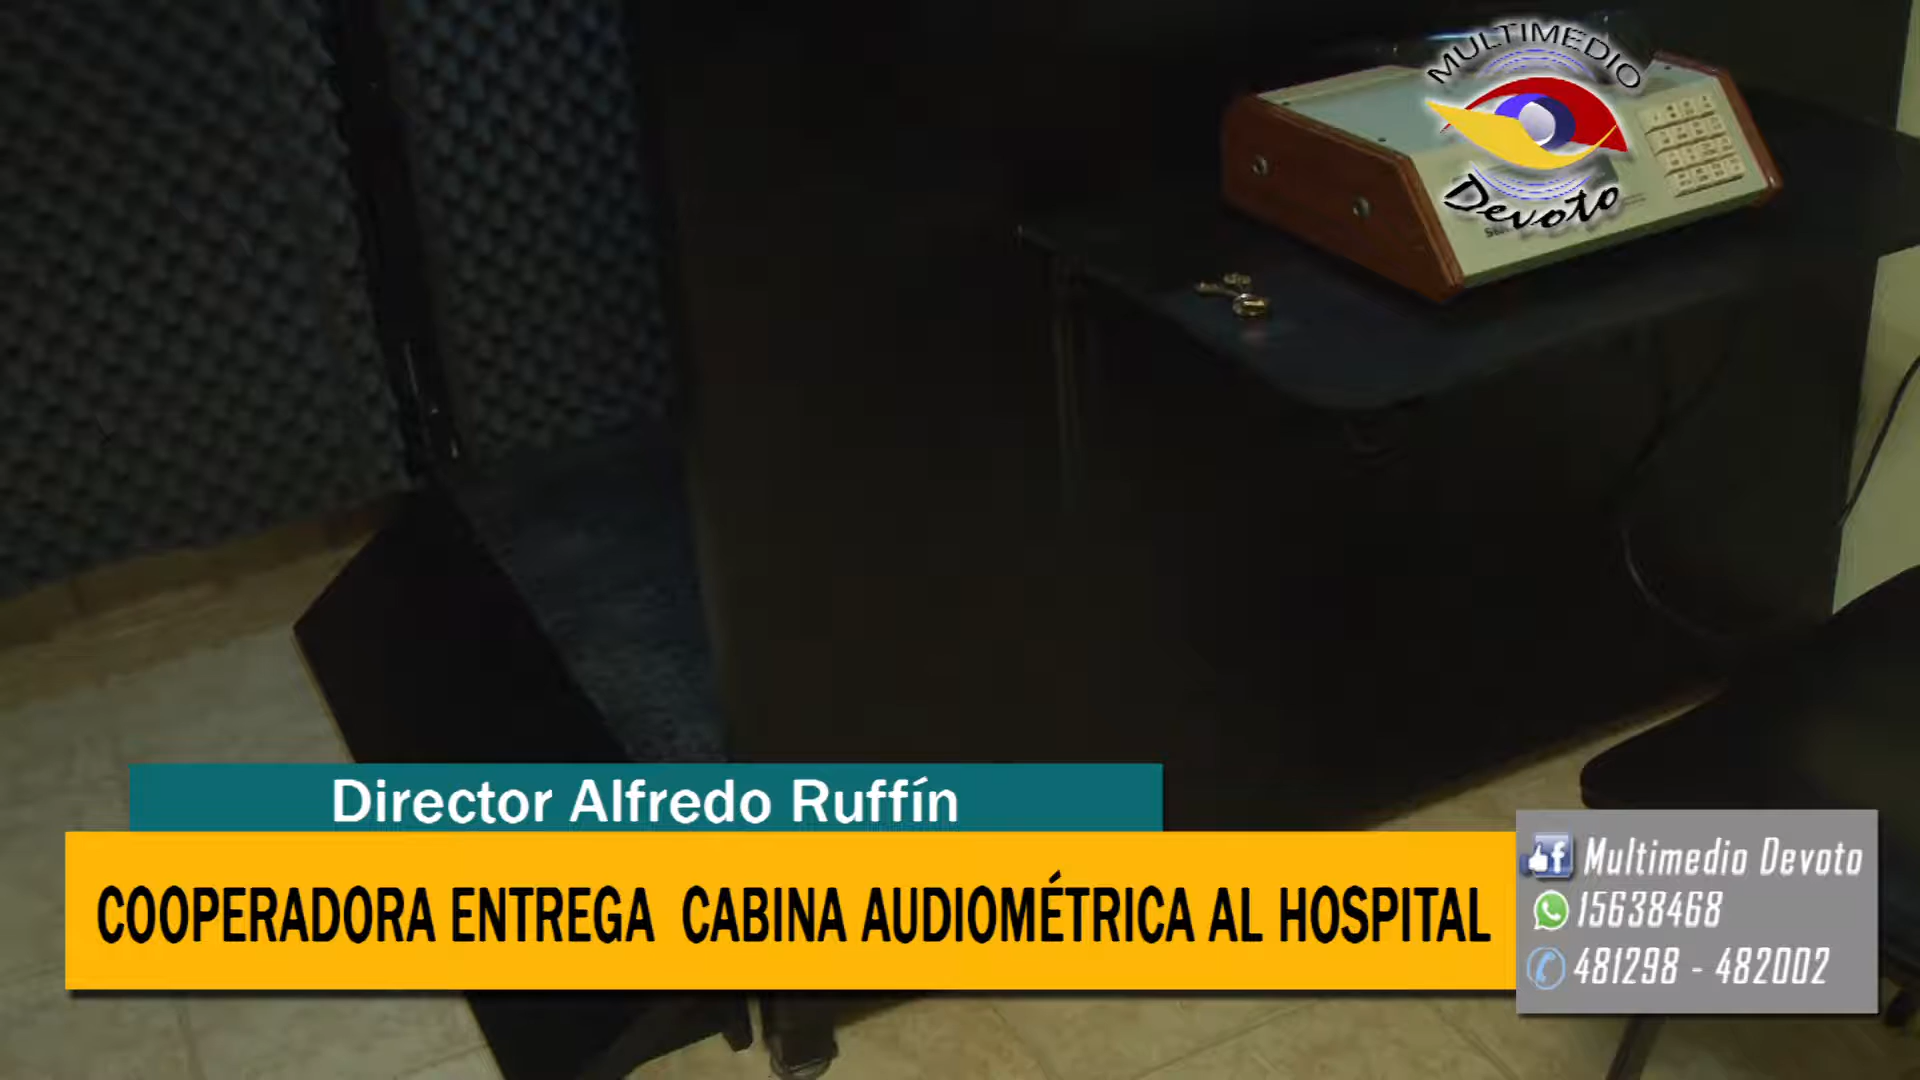 MULTIMEDIO
Devoto
Director Alfredo Ruffín
COOPERADORA ENTREGA CABINA AUDIOMÉTRICA AL HOSPITAL
Multimedio Devoto
15638468
481298 - 482002